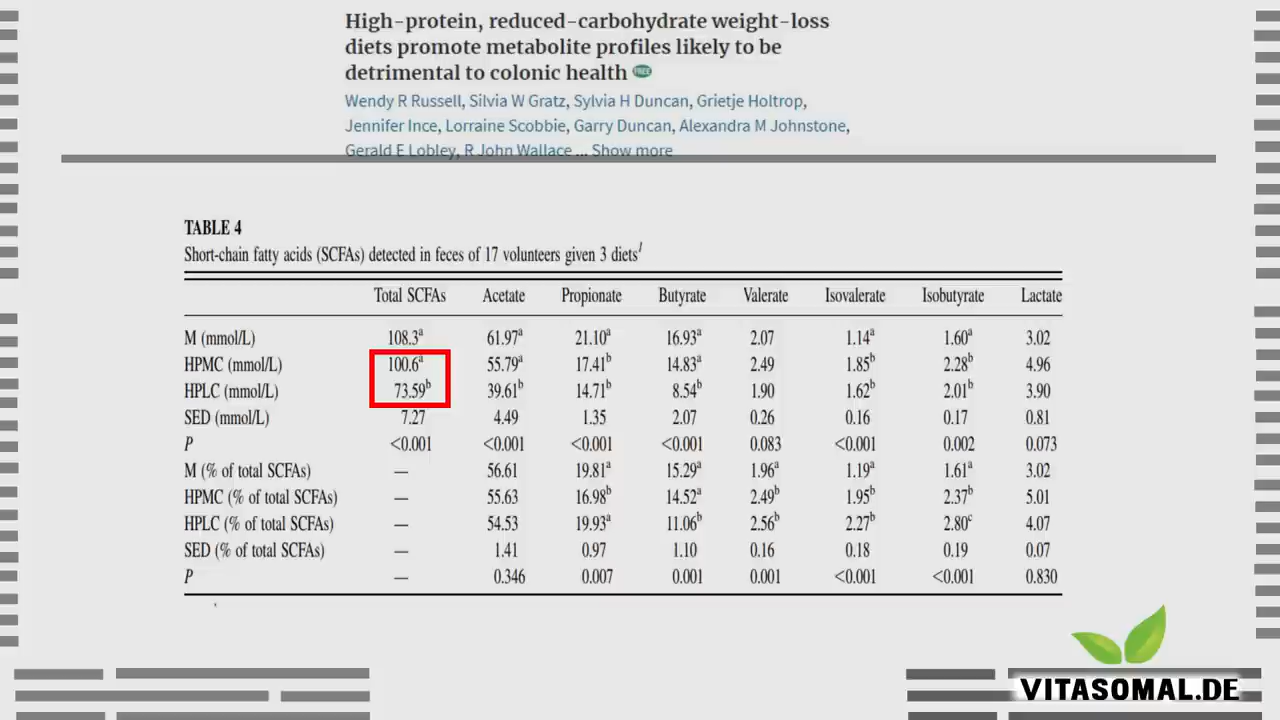 High-protein, reduced-carbohydrate weight-loss
diets promote metabolite profiles likely to be
detrimental to colonic health FREE
Wendy R Russell, Silvia W Gratz, Sylvia H Duncan, Grietje Holtrop,
Jennifer Ince, Lorraine Scobbie, Garry Duncan, Alexandra M Johnstone,
Gerald E Lobley, R John Wallace ... Show more
TABLE 4
Short-chain fatty acids (SCFAs) detected in feces of 17 volunteers given 3 diets¹
Total SCFAs Acetate Propionate Butyrate Valerate Isovalerate Isobutyrate Lactate
M (mmol/L) 108.3ᵃ 61.97ᵃ 21.10ᵃ 16.93ᵃ 2.07 1.14ᵃ 1.60ᵃ 3.02
HPMC (mmol/L) 100.6ᵃ 55.79ᵃ 17.41ᵇ 14.83ᵃ 2.49 1.85ᵇ 2.28ᵇ 4.96
HPLC (mmol/L) 73.59ᵇ 39.61ᵇ 14.71ᵇ 8.54ᵇ 1.90 1.62ᵇ 2.01ᵇ 3.90
SED (mmol/L) 7.27 4.49 1.35 2.07 0.26 0.16 0.17 0.81
P <0.001 <0.001 <0.001 <0.001 0.083 <0.001 0.002 0.073
M (% of total SCFAs) — 56.61 19.81ᵃ 15.29ᵃ 1.96ᵃ 1.19ᵃ 1.61ᵃ 3.02
HPMC (% of total SCFAs) — 55.63 16.98ᵇ 14.52ᵃ 2.49ᵇ 1.95ᵇ 2.37ᵇ 5.01
HPLC (% of total SCFAs) — 54.53 19.93ᵃ 11.06ᵇ 2.56ᵇ 2.27ᵇ 2.80ᶜ 4.07
SED (% of total SCFAs) — 1.41 0.97 1.10 0.16 0.18 0.19 0.07
P — 0.346 0.007 0.001 0.001 <0.001 <0.001 0.830
VITASOMAL.DE